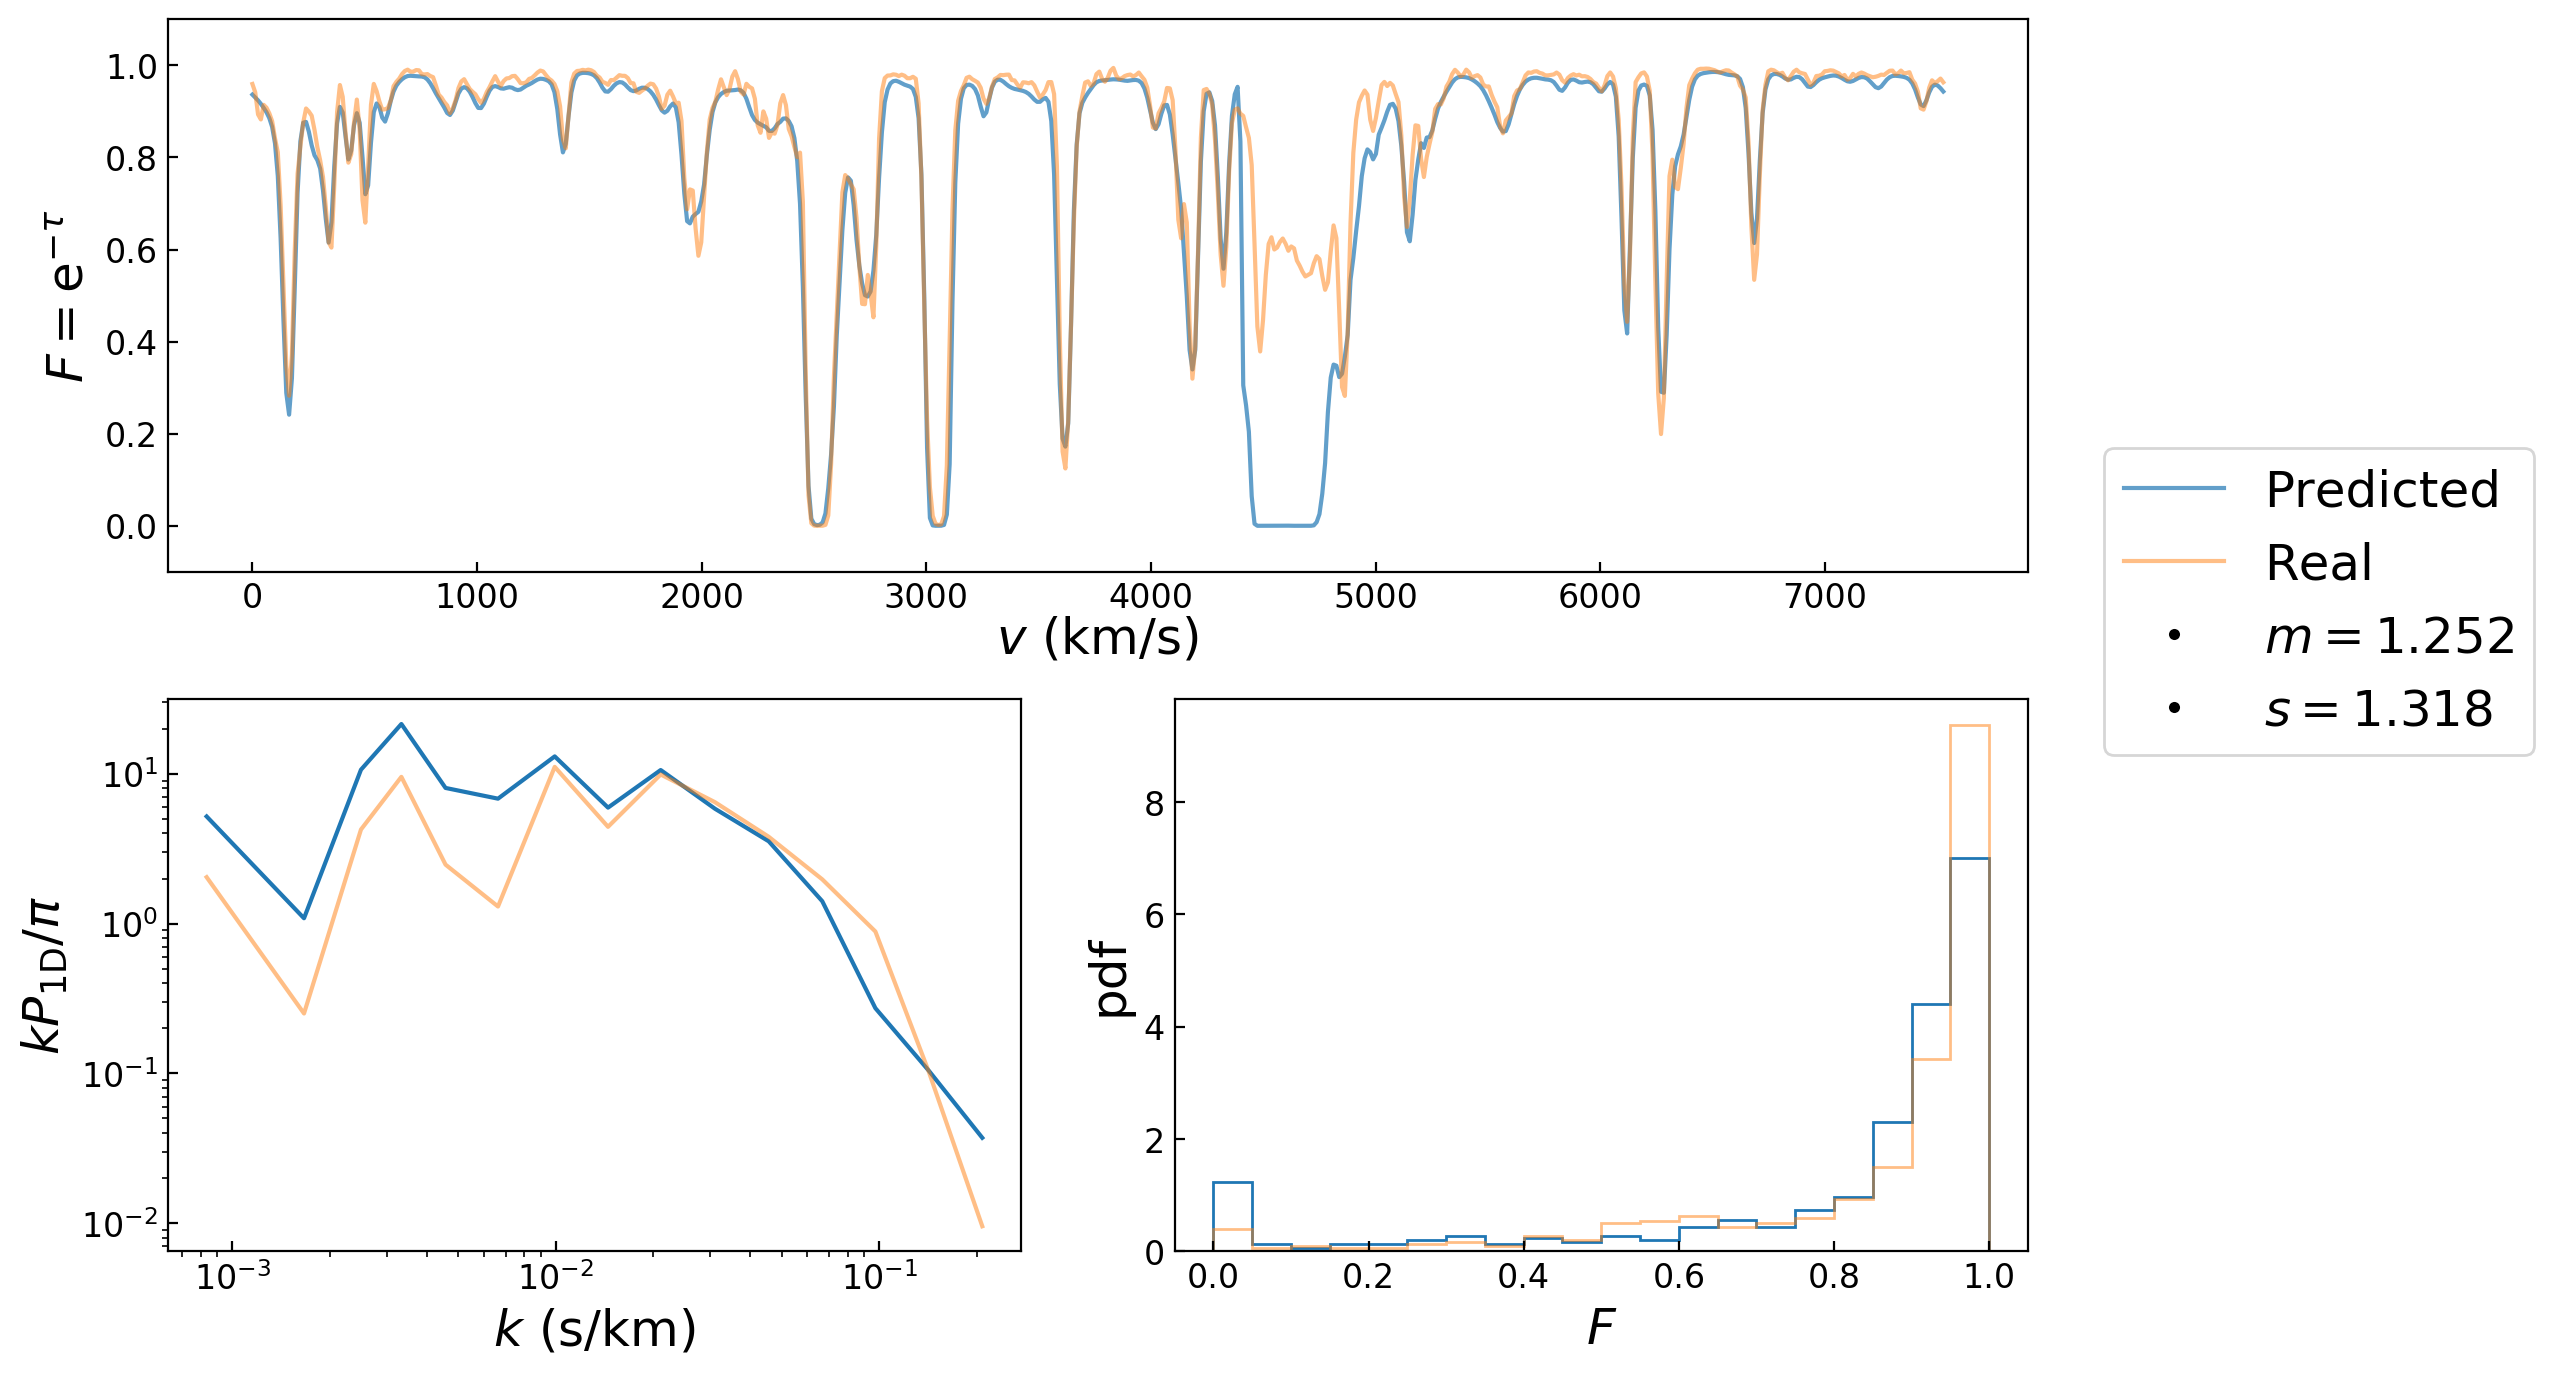 F = e^{-τ}
1.0
0.8
0.6
0.4
0.2
0.0
0 1000 2000 3000 4000 5000 6000 7000
v (km/s)
Predicted
Real
m = 1.252
s = 1.318
kP_{1D}/π
10^1
10^0
10^{-1}
10^{-2}
10^{-3} 10^{-2} 10^{-1}
k (s/km)
pdf
8
6
4
2
0
0.0 0.2 0.4 0.6 0.8 1.0
F